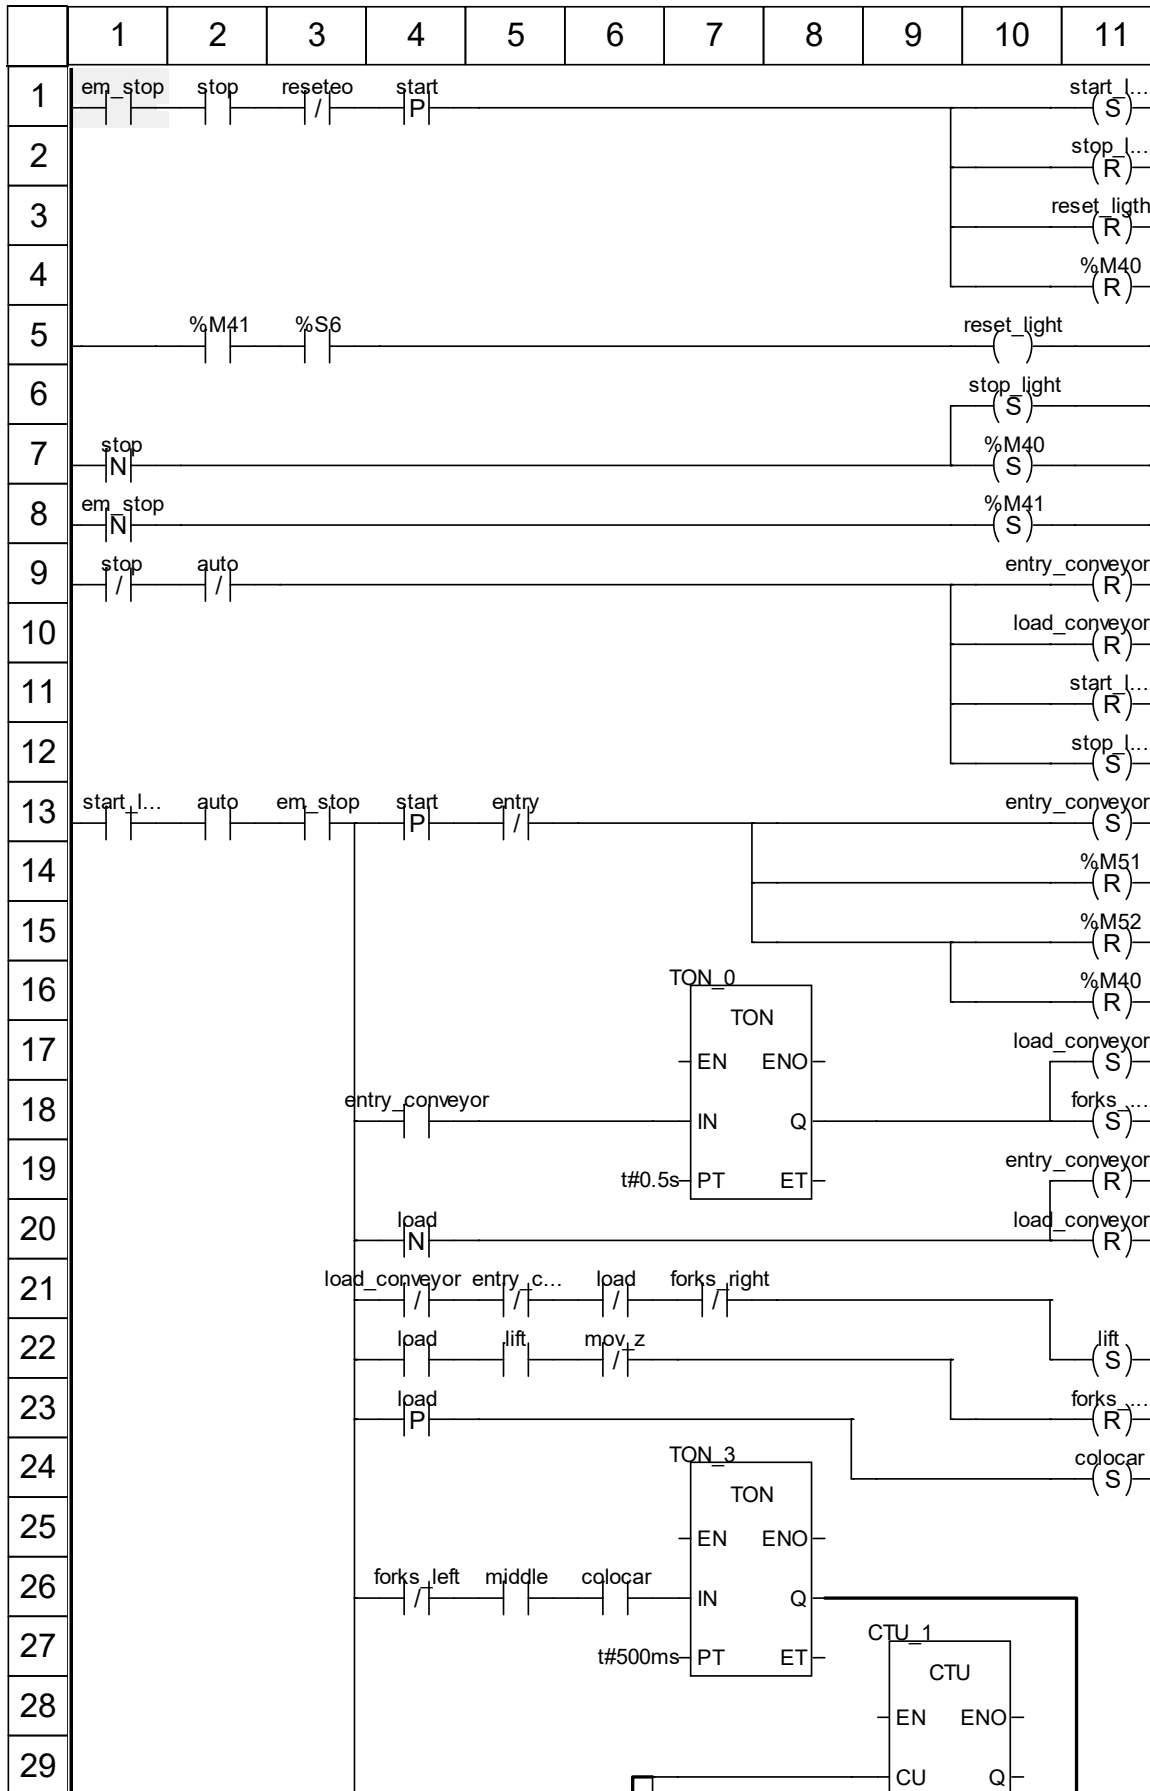 1 2 3 4 5 6 7 8 9 10 11
1 em_stop stop reseteo start start_l...
/ P S
2 stop_l...
R
3 reset_ligth
R
4 %M40
R
5 %M41 %S6 reset_light
6 stop_light
S
7 stop %M40
N S
8 em_stop %M41
N S
9 stop auto entry_conveyor
/ / R
10 load_conveyor
R
11 start_l...
R
12 stop_l...
S
13 start_l... auto em_stop start entry entry_conveyor
P / S
14 %M51
R
15 %M52
R
TON_0
16 %M40
TON R
17 load_conveyor
EN ENO S
18 entry_conveyor forks_...
IN Q S
19 entry_conveyor
t#0.5s PT ET R
20 load load_conveyor
N R
21 load_conveyor entry_c... load forks_right
/ / / /
22 load lift mov_z lift
/ S
23 load forks_...
P R
TON_3
24 colocar
TON S
25 EN ENO
26 forks_left middle colocar
/ IN Q
CTU_1
27 t#500ms PT ET
CTU
28 EN ENO
29 CU Q